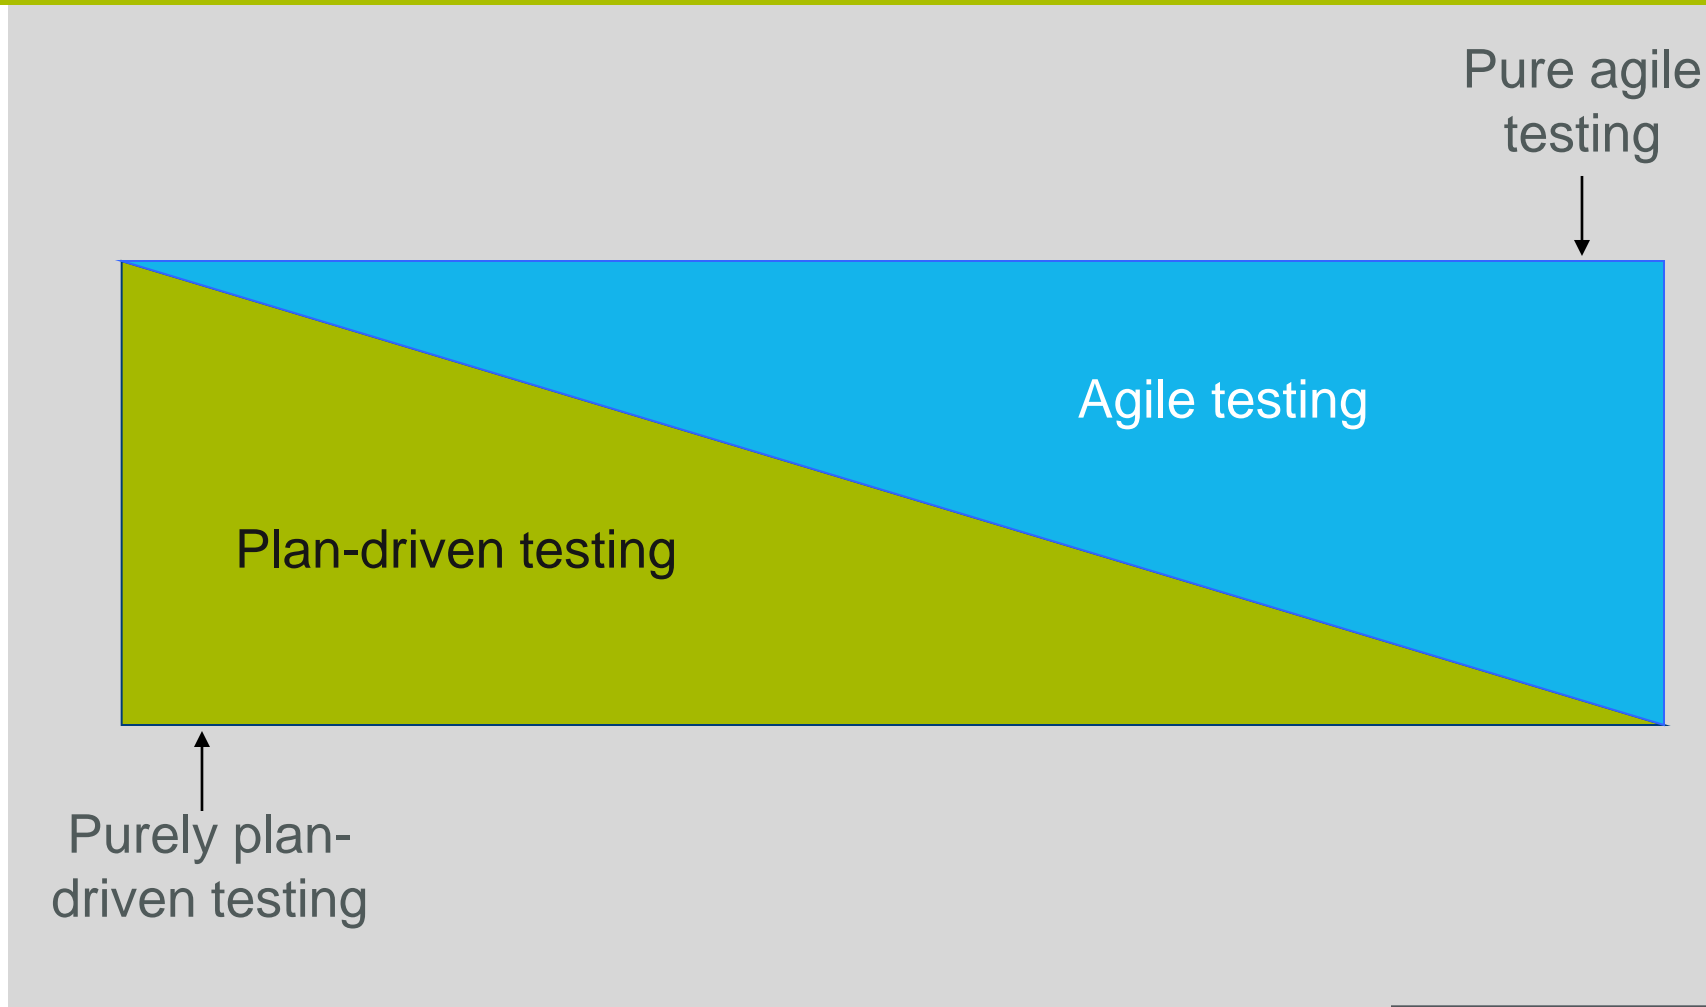 Pure agile
testing
Agile testing
Plan-driven testing
Purely plan-
driven testing